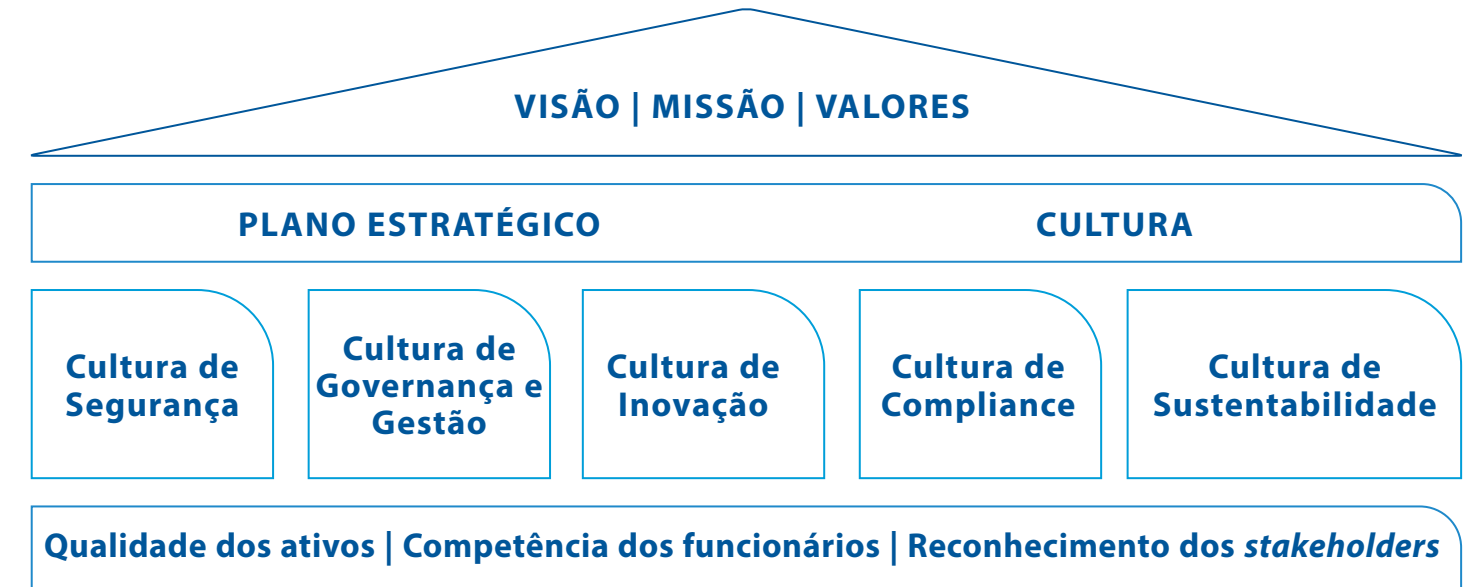 VISÃO | MISSÃO | VALORES
PLANO ESTRATÉGICO
CULTURA
Cultura de
Segurança
Cultura de
Governança e
Gestão
Cultura de
Inovação
Cultura de
Compliance
Cultura de
Sustentabilidade
Qualidade dos ativos | Competência dos funcionários | Reconhecimento dos stakeholders